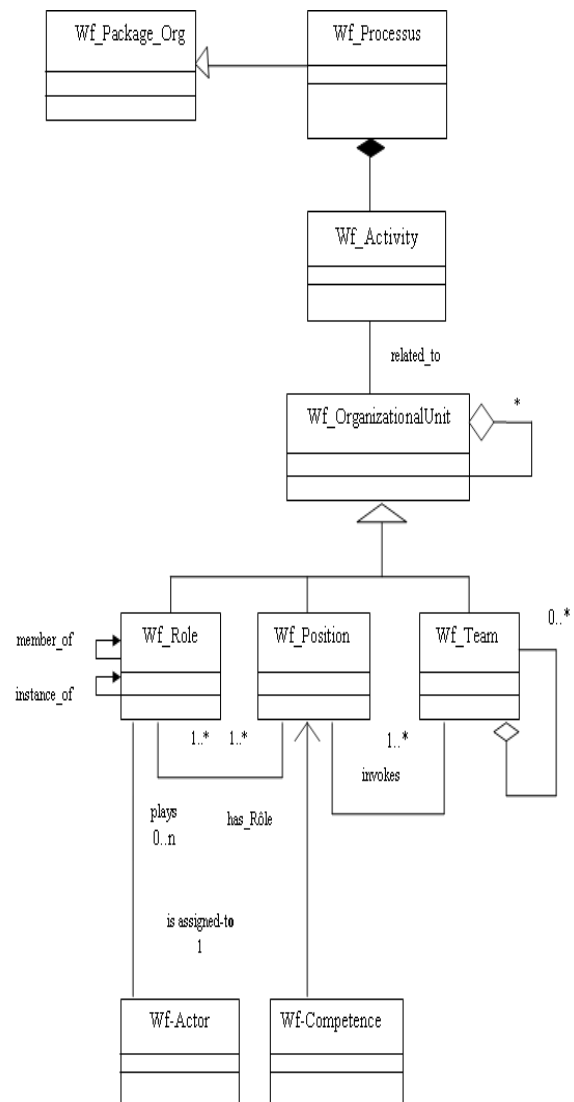 Wf_Package_Org
Wf_Processus
Wf_Activity
related_to
Wf_OrganizationalUnit
*
Wf_Role
Wf_Position
Wf_Team
0..*
member_of
instance_of
1..*
1..*
1..*
invokes
plays
0..n
has_Rôle
is assigned-to
1
Wf-Actor
Wf-Competence